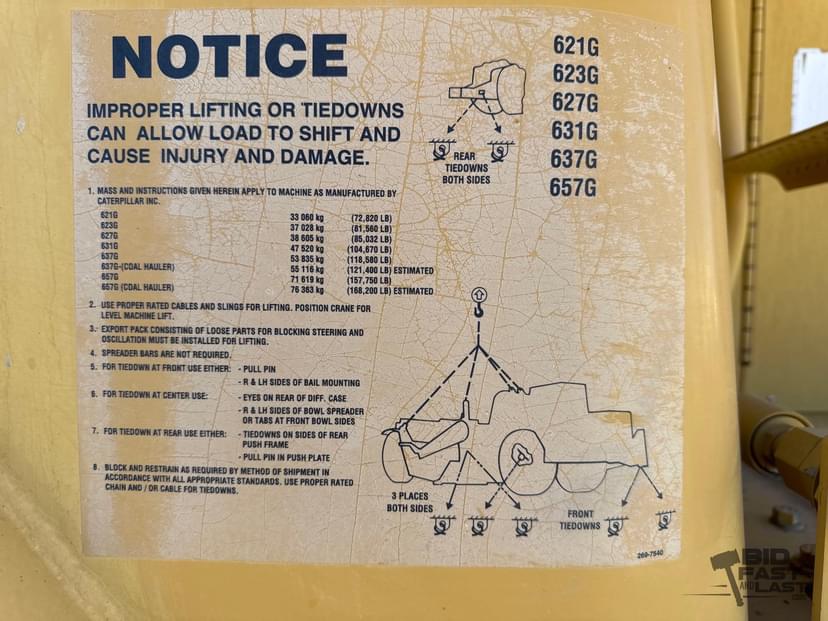 NOTICE
IMPROPER LIFTING OR TIEDOWNS
CAN ALLOW LOAD TO SHIFT AND
CAUSE INJURY AND DAMAGE.
621G
623G
627G
631G
637G
657G
REAR
TIEDOWNS
BOTH SIDES
1. MASS AND INSTRUCTIONS GIVEN HEREIN APPLY TO MACHINE AS MANUFACTURED BY
CATERPILLAR INC.
621G 33 060 kg (72,820 LB)
623G 37 028 kg (81,560 LB)
627G 38 605 kg (85,032 LB)
631G 47 520 kg (104,670 LB)
637G 53 835 kg (118,580 LB)
637G-(COAL HAULER) 55 116 kg (121,400 LB) ESTIMATED
657G 71 619 kg (157,750 LB)
657G (COAL HAULER) 76 363 kg (168,200 LB) ESTIMATED
2. USE PROPER RATED CABLES AND SLINGS FOR LIFTING. POSITION CRANE FOR
LEVEL MACHINE LIFT.
3. EXPORT PACK CONSISTING OF LOOSE PARTS FOR BLOCKING STEERING AND
OSCILLATION MUST BE INSTALLED FOR LIFTING.
4. SPREADER BARS ARE NOT REQUIRED.
5. FOR TIEDOWN AT FRONT USE EITHER: - PULL PIN
- R & LH SIDES OF BAIL MOUNTING
6. FOR TIEDOWN AT CENTER USE: - EYES ON REAR OF DIFF. CASE
- R & LH SIDES OF BOWL SPREADER
OR TABS AT FRONT BOWL SIDES
7. FOR TIEDOWN AT REAR USE EITHER: - TIEDOWNS ON SIDES OF REAR
PUSH FRAME
- PULL PIN IN PUSH PLATE
8. BLOCK AND RESTRAIN AS REQUIRED BY METHOD OF SHIPMENT IN
ACCORDANCE WITH ALL APPROPRIATE STANDARDS. USE PROPER RATED
CHAIN AND / OR CABLE FOR TIEDOWNS.
3 PLACES
BOTH SIDES
FRONT
TIEDOWNS
269-7540
BID
FAST
AND
LAST